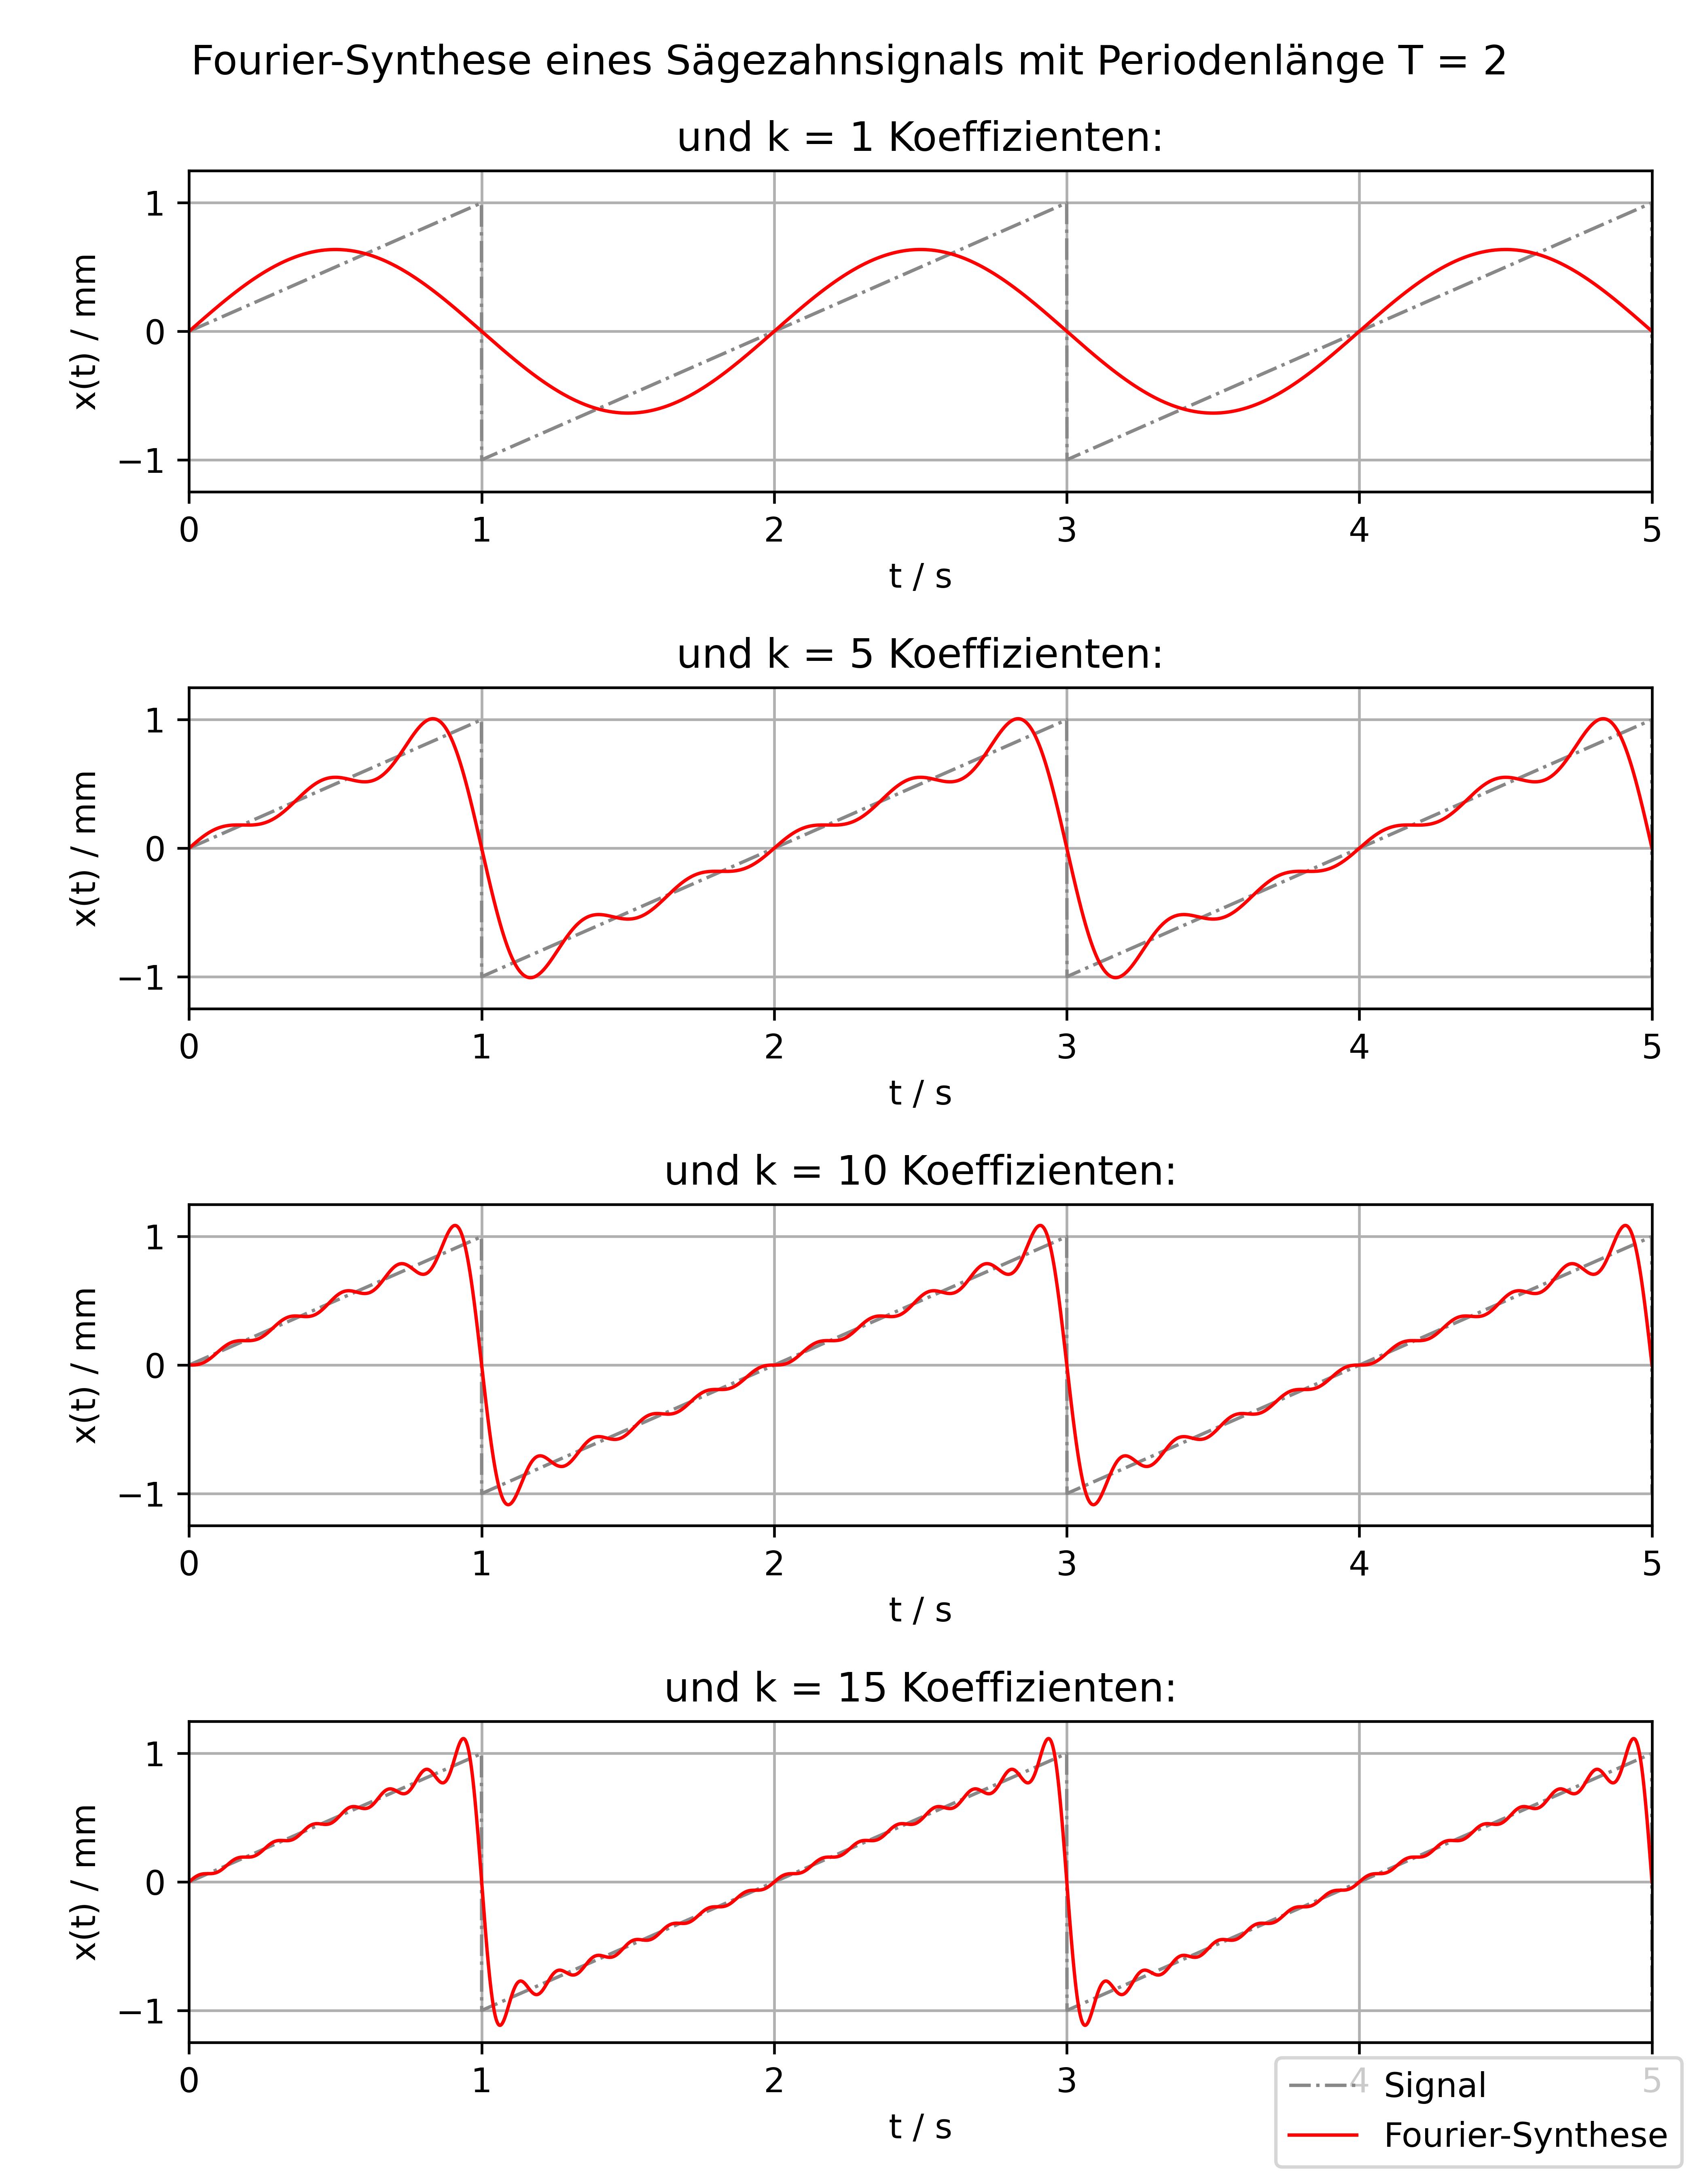 Fourier-Synthese eines Sägezahnsignals mit Periodenlänge T = 2
und k = 1 Koeffizienten:
1
0
−1
x(t) / mm
0 1 2 3 4 5
t / s
und k = 5 Koeffizienten:
1
0
−1
x(t) / mm
0 1 2 3 4 5
t / s
und k = 10 Koeffizienten:
1
0
−1
x(t) / mm
0 1 2 3 4 5
t / s
und k = 15 Koeffizienten:
1
0
−1
x(t) / mm
0 1 2 3 4 5
t / s
Signal
Fourier-Synthese